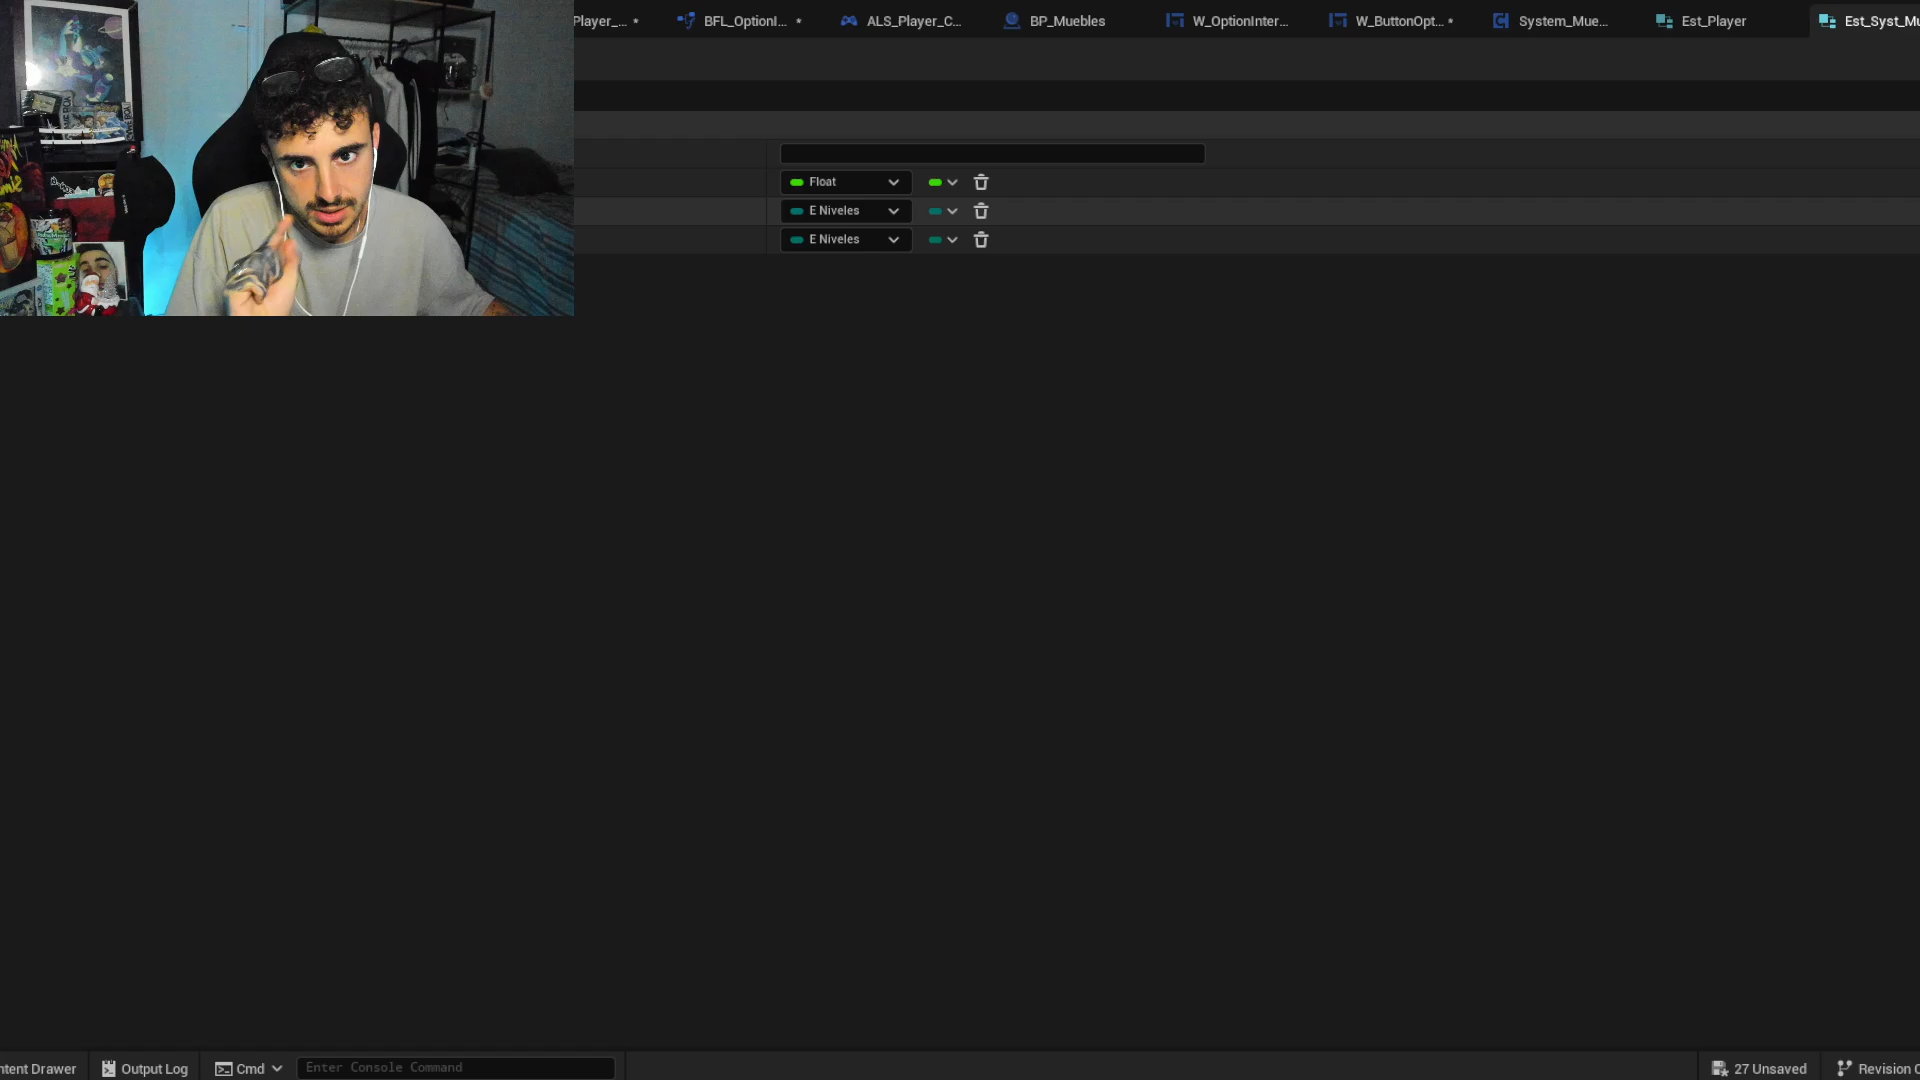 Player_... *
BFL_OptionI... *
ALS_Player_C...
BP_Muebles
W_OptionInter...
W_ButtonOpt... *
System_Mue...
Est_Player
Est_Syst_Mu
Float
E Niveles
E Niveles
ntent Drawer
Output Log
Cmd
Enter Console Command
27 Unsaved
Revision C